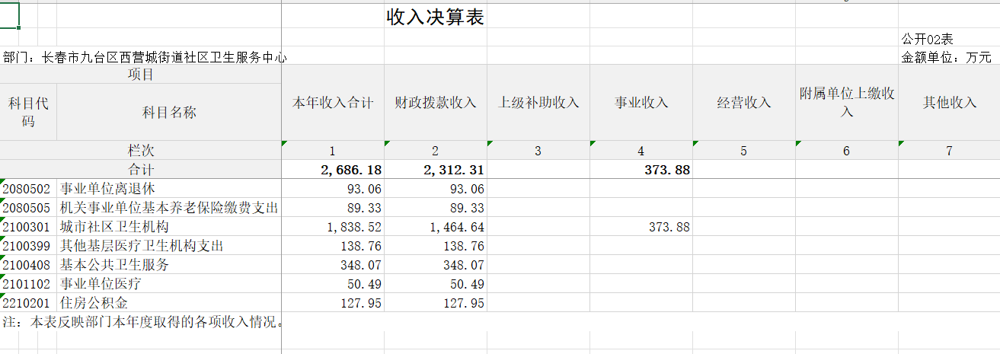 收入决算表
公开02表
部门：长春市九台区西营城街道社区卫生服务中心 金额单位：万元
项目
科目代码 科目名称 本年收入合计 财政拨款收入 上级补助收入 事业收入 经营收入 附属单位上缴收入 其他收入
栏次 1 2 3 4 5 6 7
合计 2,686.18 2,312.31 373.88
2080502 事业单位离退休 93.06 93.06
2080505 机关事业单位基本养老保险缴费支出 89.33 89.33
2100301 城市社区卫生机构 1,838.52 1,464.64 373.88
2100399 其他基层医疗卫生机构支出 138.76 138.76
2100408 基本公共卫生服务 348.07 348.07
2101102 事业单位医疗 50.49 50.49
2210201 住房公积金 127.95 127.95
注：本表反映部门本年度取得的各项收入情况。